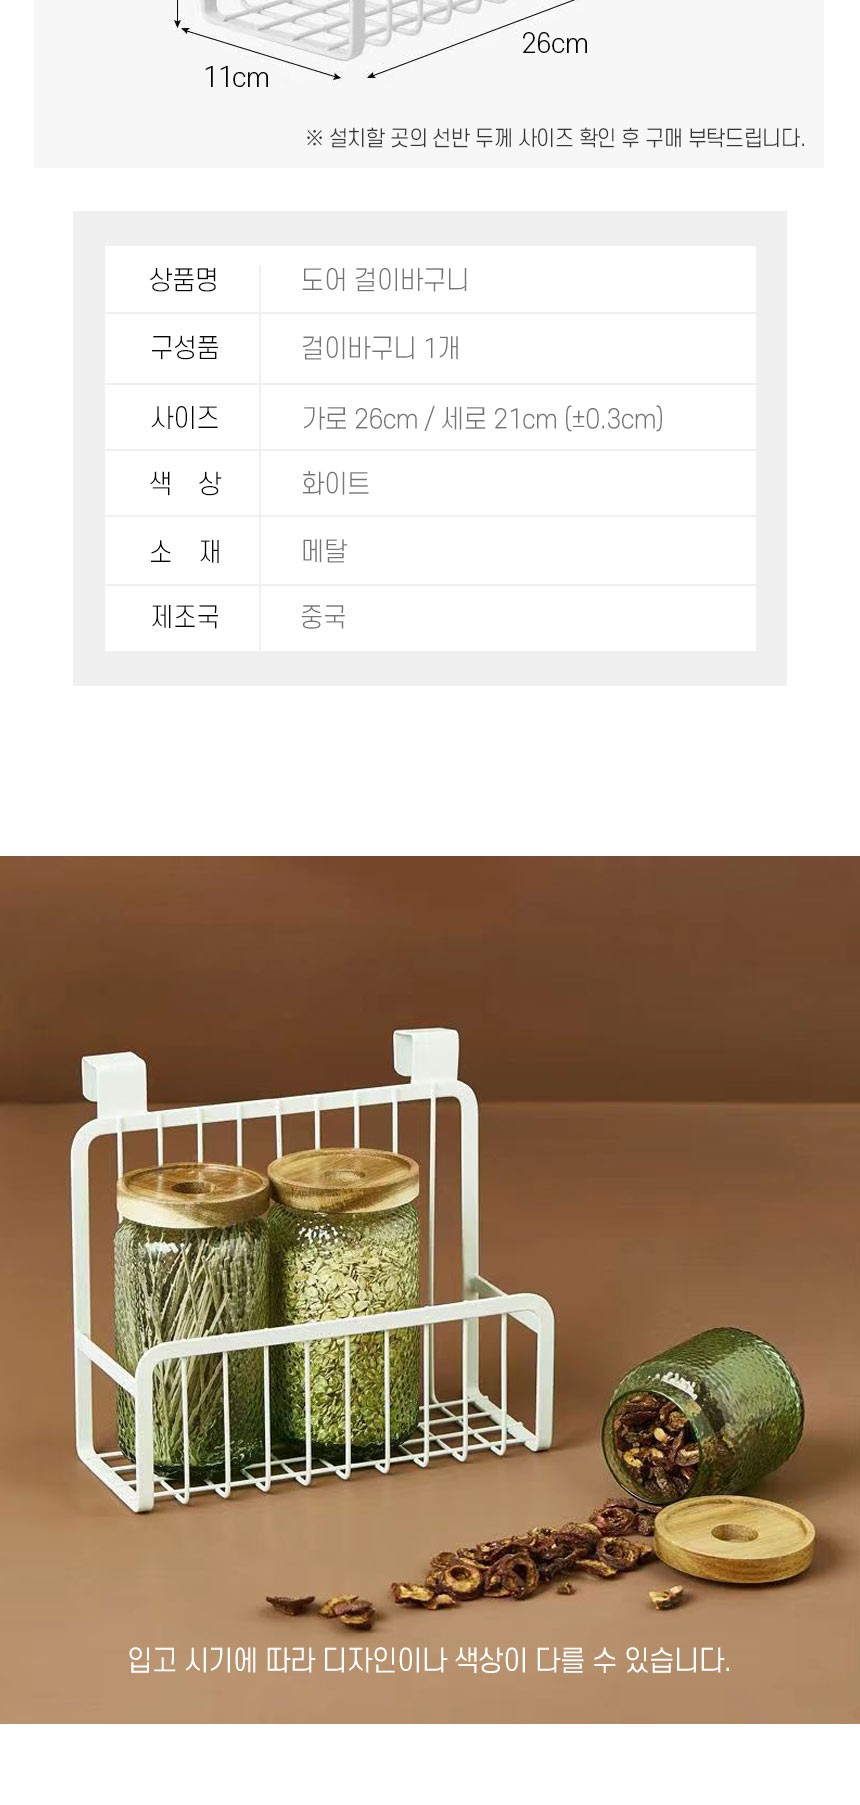 26cm
11cm
※ 설치할 곳의 선반 두께 사이즈 확인 후 구매 부탁드립니다.
상품명 도어 걸이바구니
구성품 걸이바구니 1개
사이즈 가로 26cm / 세로 21cm (±0.3cm)
색 상 화이트
소 재 메탈
제조국 중국
입고 시기에 따라 디자인이나 색상이 다를 수 있습니다.